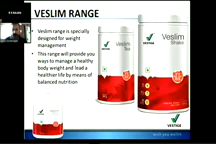 VESLIM RANGE
• Veslim range is specially
designed for weight
management
• This range will provide you
ways to manage a healthy
body weight and lead a
healthier life by means of
balanced nutrition
VESTIGE
Veslim
Tea
VESTIGE
Veslim
Shake
VESTIGE